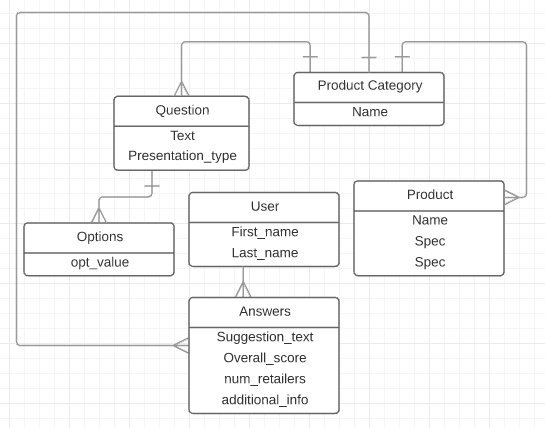 Product Category
Name
Question
Text
Presentation_type
Product
Name
Spec
Spec
User
First_name
Last_name
Options
opt_value
Answers
Suggestion_text
Overall_score
num_retailers
additional_info